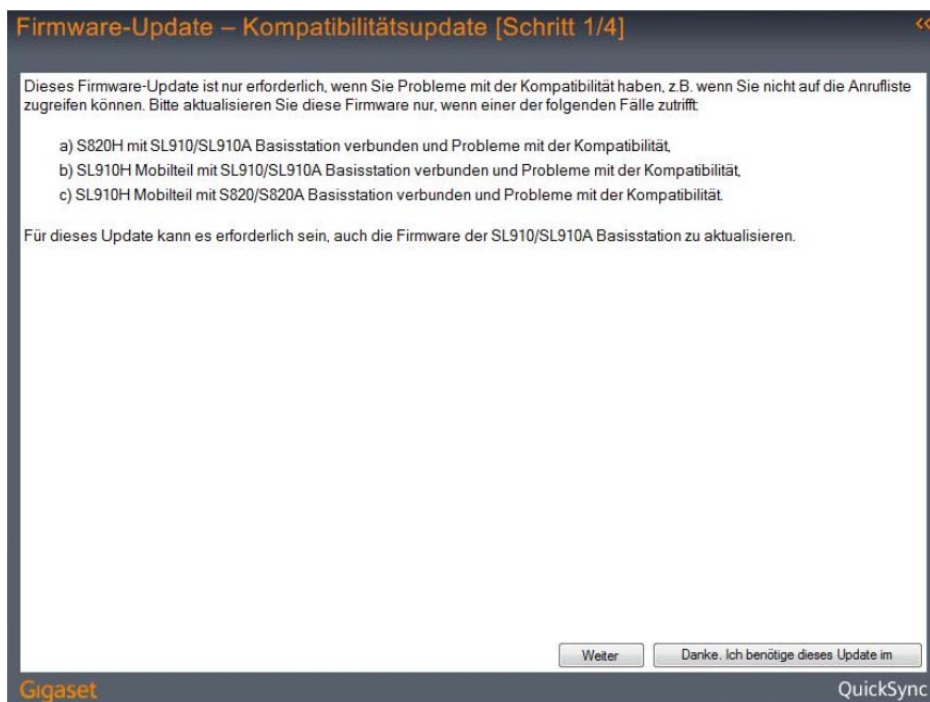 Firmware-Update – Kompatibilitätsupdate [Schritt 1/4]
Dieses Firmware-Update ist nur erforderlich, wenn Sie Probleme mit der Kompatibilität haben, z.B. wenn Sie nicht auf die Anrufliste
zugreifen können. Bitte aktualisieren Sie diese Firmware nur, wenn einer der folgenden Fälle zutrifft:
a) S820H mit SL910/SL910A Basisstation verbunden und Probleme mit der Kompatibilität,
b) SL910H Mobilteil mit SL910/SL910A Basisstation verbunden und Probleme mit der Kompatibilität,
c) SL910H Mobilteil mit S820/S820A Basisstation verbunden und Probleme mit der Kompatibilität.
Für dieses Update kann es erforderlich sein, auch die Firmware der SL910/SL910A Basisstation zu aktualisieren.
Weiter
Danke. Ich benötige dieses Update im
Gigaset
QuickSync